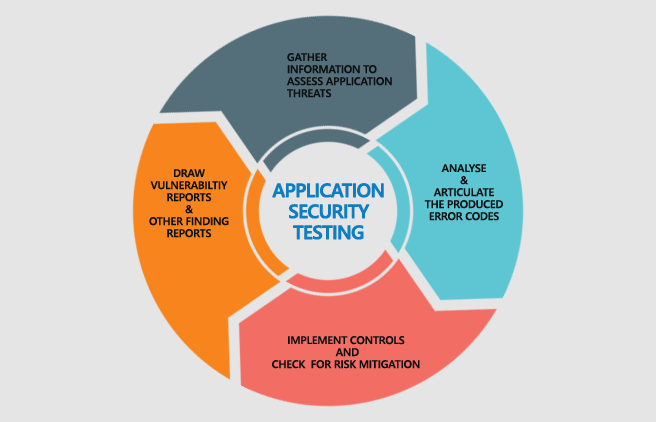 GATHER
INFORMATION TO
ASSESS APPLICATION
THREATS
ANALYSE
&
ARTICULATE
THE PRODUCED
ERROR CODES
IMPLEMENT CONTROLS
AND
CHECK FOR RISK MITIGATION
DRAW
VULNERABILTIY
REPORTS
&
OTHER FINDING
REPORTS
APPLICATION
SECURITY
TESTING